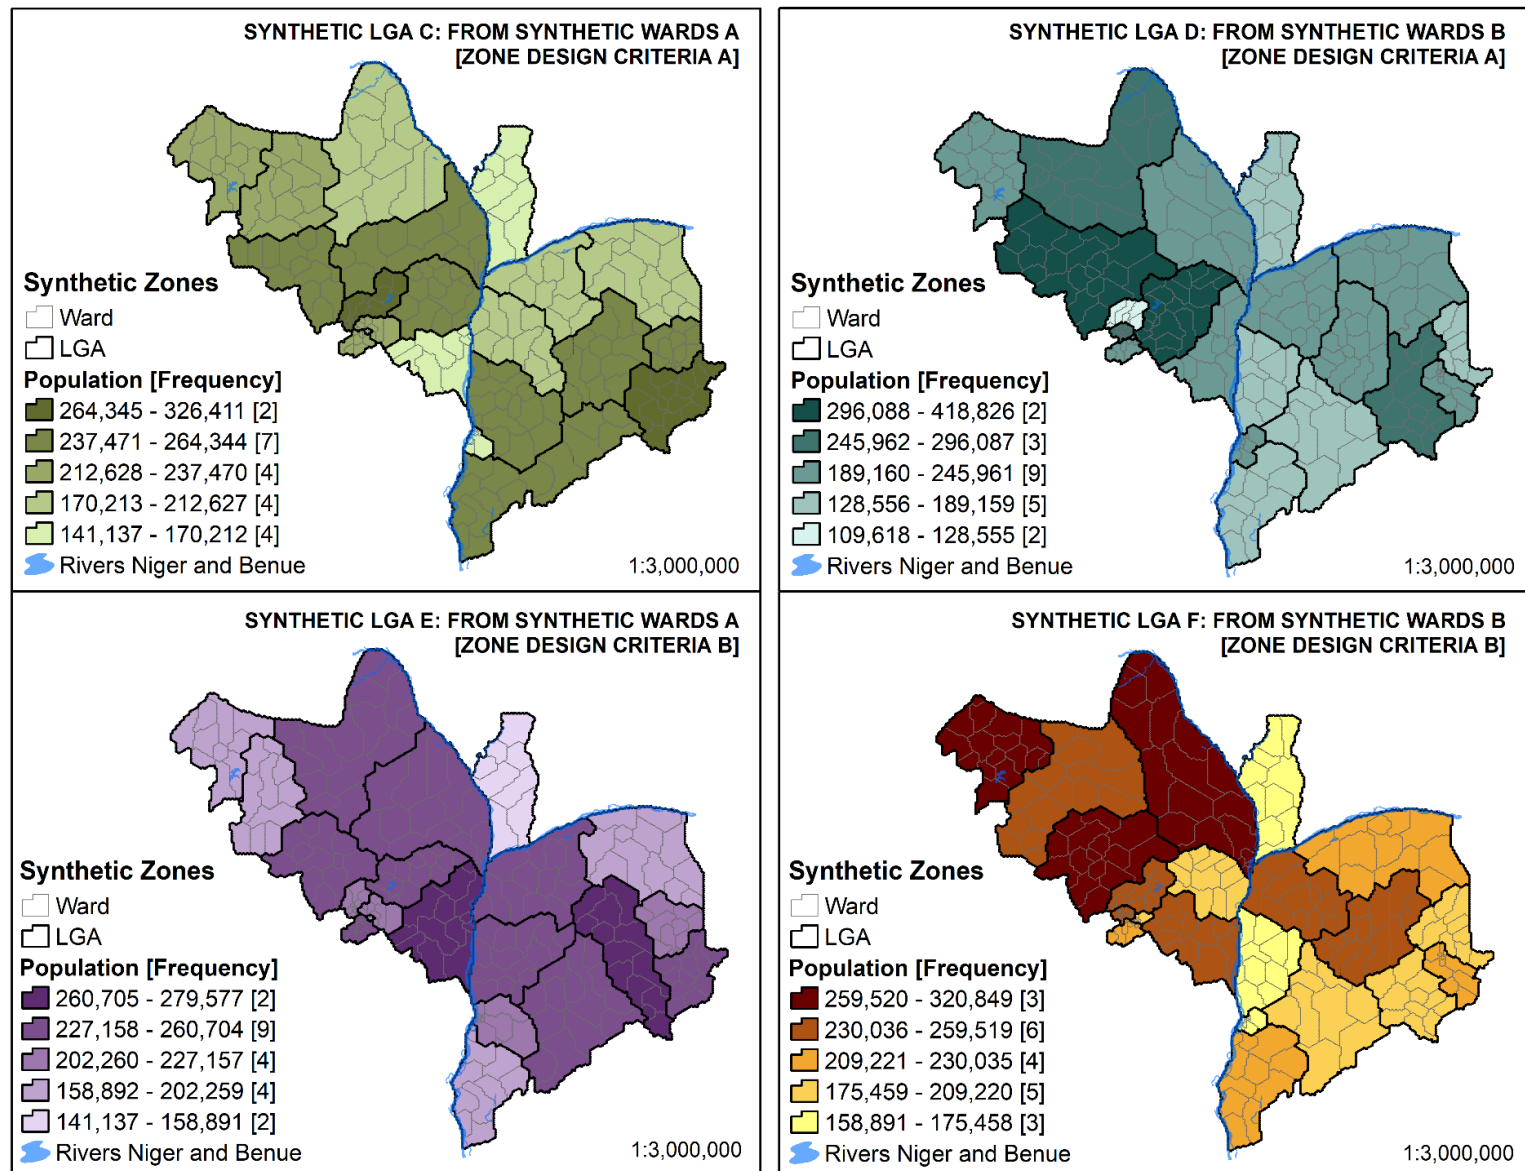 SYNTHETIC LGA C: FROM SYNTHETIC WARDS A
[ZONE DESIGN CRITERIA A]
Synthetic Zones
Ward
LGA
Population [Frequency]
264,345 - 326,411 [2]
237,471 - 264,344 [7]
212,628 - 237,470 [4]
170,213 - 212,627 [4]
141,137 - 170,212 [4]
Rivers Niger and Benue
1:3,000,000
SYNTHETIC LGA D: FROM SYNTHETIC WARDS B
[ZONE DESIGN CRITERIA A]
Synthetic Zones
Ward
LGA
Population [Frequency]
296,088 - 418,826 [2]
245,962 - 296,087 [3]
189,160 - 245,961 [9]
128,556 - 189,159 [5]
109,618 - 128,555 [2]
Rivers Niger and Benue
1:3,000,000
SYNTHETIC LGA E: FROM SYNTHETIC WARDS A
[ZONE DESIGN CRITERIA B]
Synthetic Zones
Ward
LGA
Population [Frequency]
260,705 - 279,577 [2]
227,158 - 260,704 [9]
202,260 - 227,157 [4]
158,892 - 202,259 [4]
141,137 - 158,891 [2]
Rivers Niger and Benue
1:3,000,000
SYNTHETIC LGA F: FROM SYNTHETIC WARDS B
[ZONE DESIGN CRITERIA B]
Synthetic Zones
Ward
LGA
Population [Frequency]
259,520 - 320,849 [3]
230,036 - 259,519 [6]
209,221 - 230,035 [4]
175,459 - 209,220 [5]
158,891 - 175,458 [3]
Rivers Niger and Benue
1:3,000,000